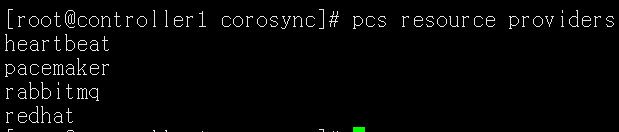 [root@controller1 corosync]# pcs resource providers
heartbeat
pacemaker
rabbitmq
redhat